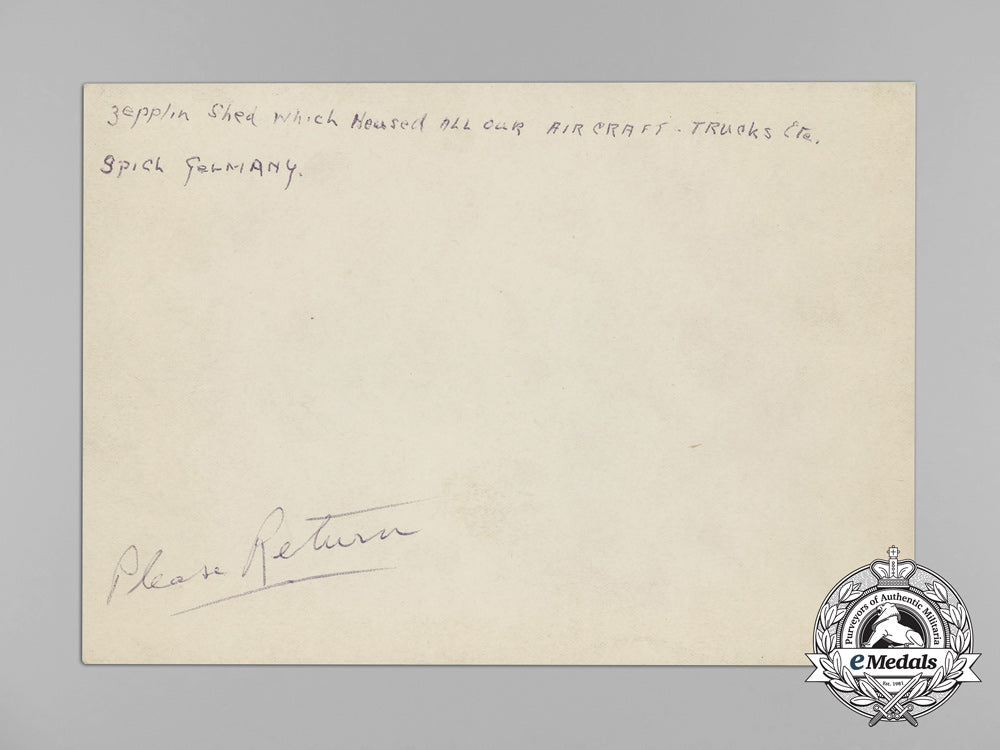 Zepplin Shed which Housed ALL OUR AIRCRAFT - TRUCKS Etc.
Spich GerMANY.
Please Return
Purveyors of Authentic Militaria
eMedals
Est. 1981